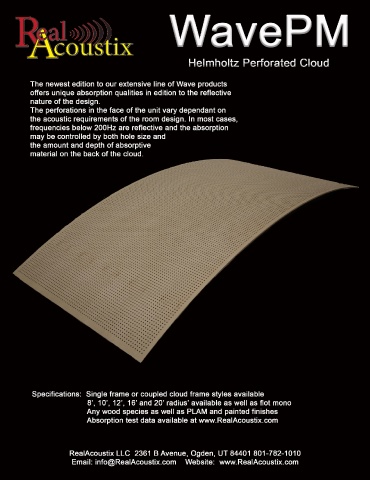 Real Acoustix
WavePM
Helmholtz Perforated Cloud
The newest edition to our extensive line of Wave products
offers unique absorption qualities in edition to the reflective
nature of the design.
The perforations in the face of the unit vary dependant on
the acoustic requirements of the room design. In most cases,
frequencies below 200Hz are reflective and the absorption
may be controlled by both hole size and
the amount and depth of absorptive
material on the back of the cloud.
Specifications: Single frame or coupled cloud frame styles available
8', 10', 12', 16' and 20' radius' available as well as flot mono
Any wood species as well as PLAM and painted finishes
Absorption test data available at www.RealAcoustix.com
RealAcoustix LLC 2361 B Avenue, Ogden, UT 84401 801-782-1010
Email: info@RealAcoustix.com Website: www.RealAcoustix.com